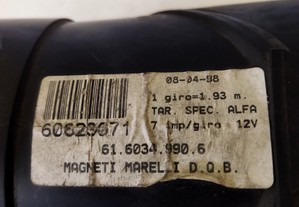 08-04-98
1 giro=1.93 m.
TAR. SPEC. ALFA
7 imp/giro 12V
60623671
61.6034.990.6
MAGNETI MARELLI D.Q.B.